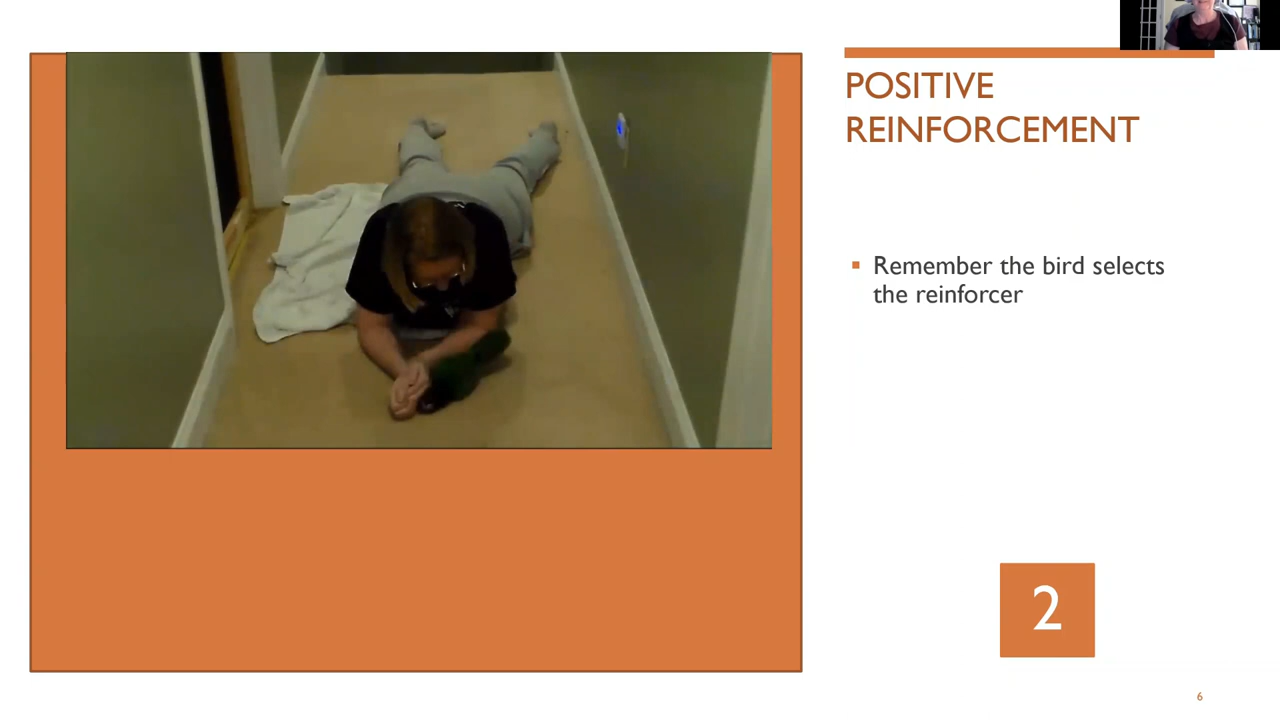 POSITIVE
REINFORCEMENT
Remember the bird selects
the reinforcer
2
6